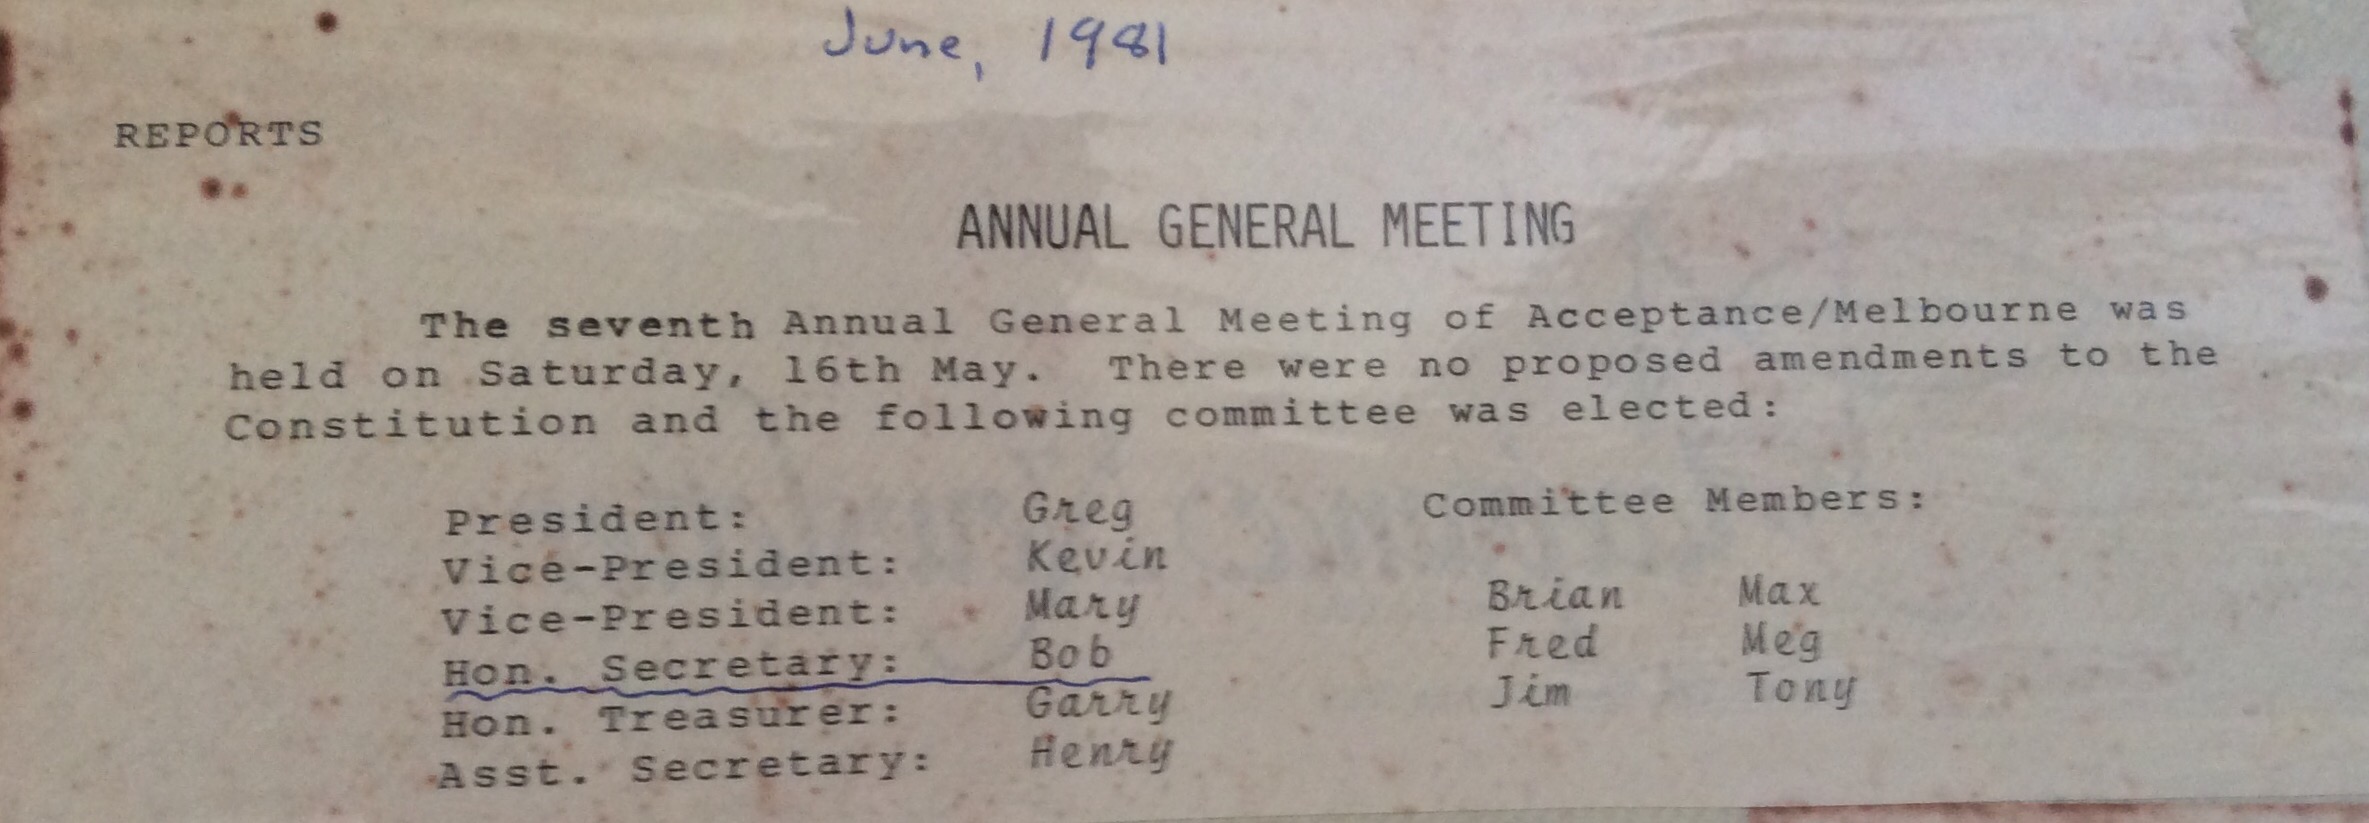 June, 1981
REPORTS
ANNUAL GENERAL MEETING
The seventh Annual General Meeting of Acceptance/Melbourne was
held on Saturday, 16th May. There were no proposed amendments to the
Constitution and the following committee was elected:
President: Greg
Vice-President: Kevin
Vice-President: Mary
Hon. Secretary: Bob
Hon. Treasurer: Garry
Asst. Secretary: Henry
Committee Members:
Brian Max
Fred Meg
Jim Tony